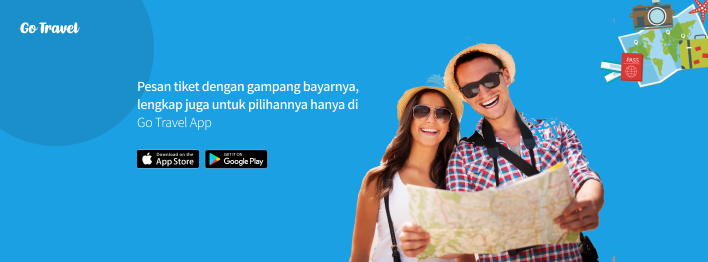 Go Travel
PASS
Pesan tiket dengan gampang bayarnya,
lengkap juga untuk pilihannya hanya di
Go Travel App
Download on the
App Store
GET IT ON
Google Play